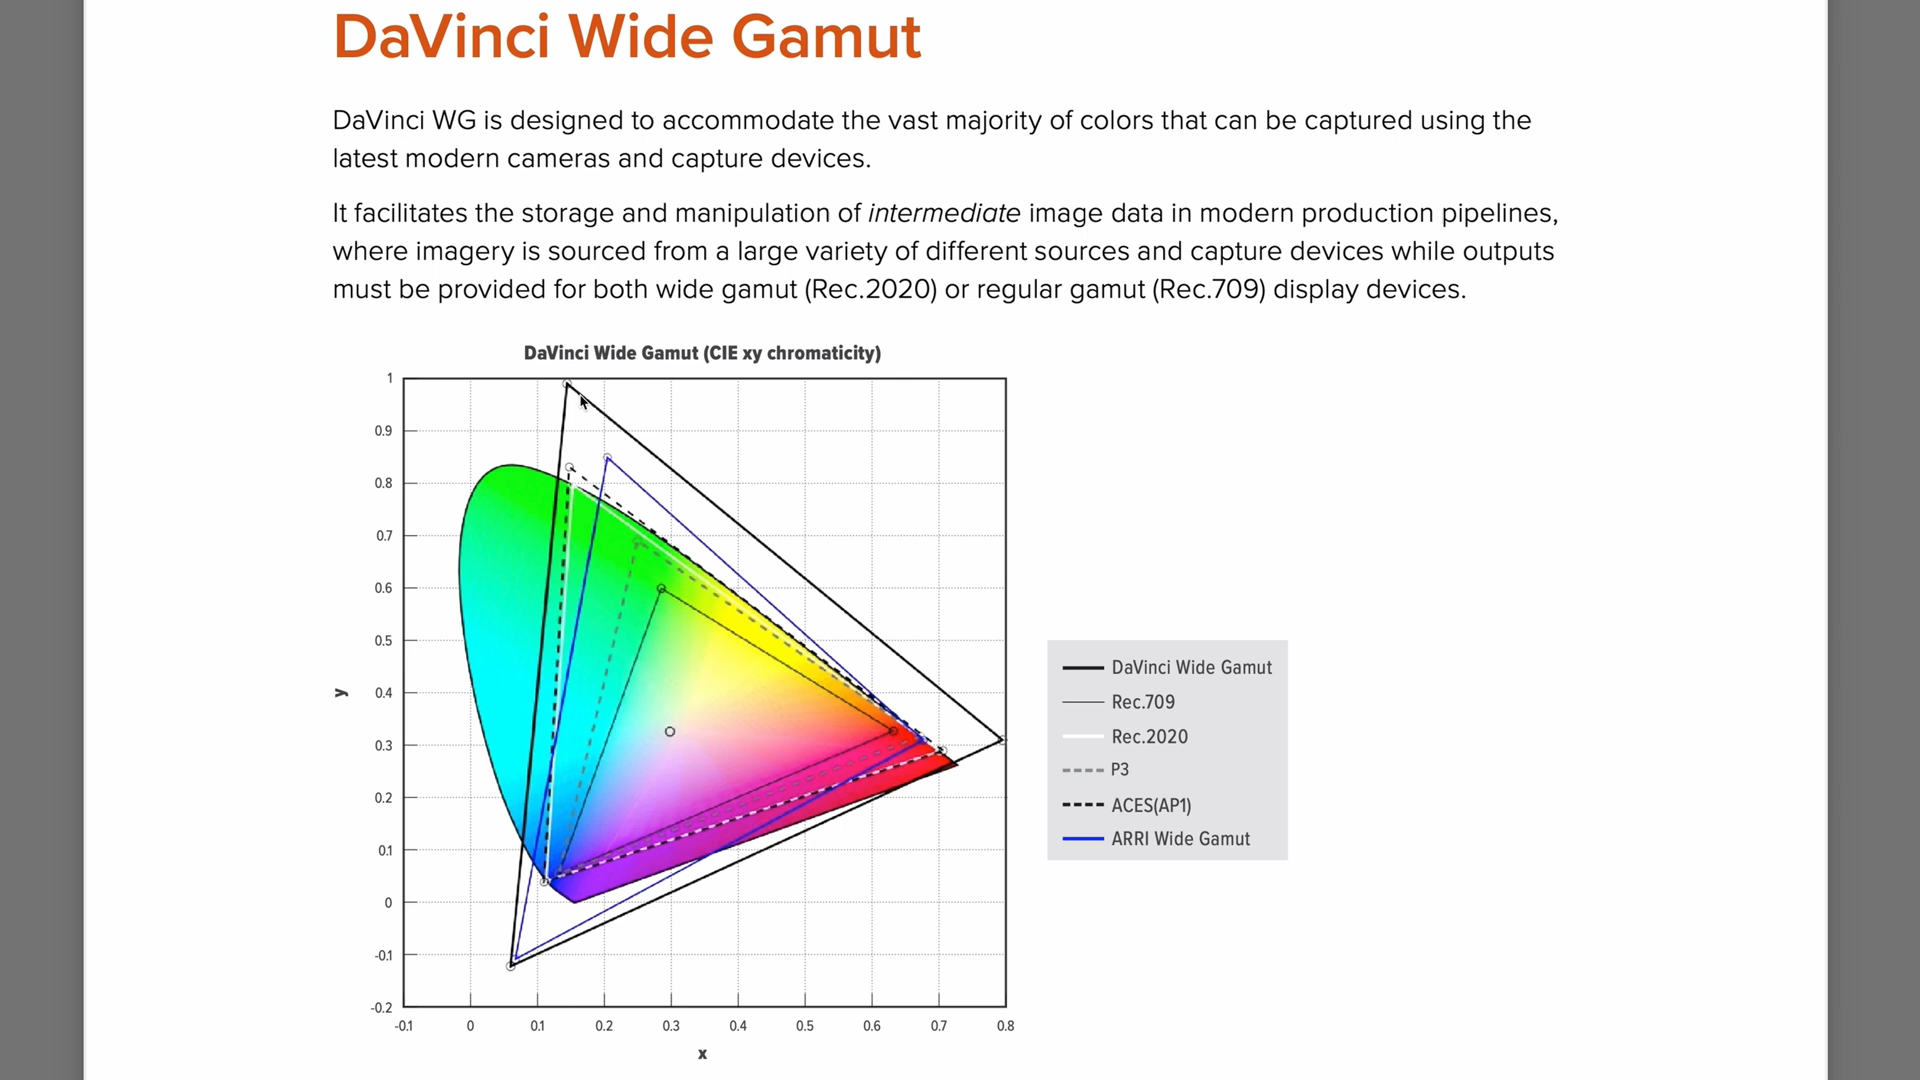 DaVinci Wide Gamut
DaVinci WG is designed to accommodate the vast majority of colors that can be captured using the
latest modern cameras and capture devices.
It facilitates the storage and manipulation of intermediate image data in modern production pipelines,
where imagery is sourced from a large variety of different sources and capture devices while outputs
must be provided for both wide gamut (Rec.2020) or regular gamut (Rec.709) display devices.
DaVinci Wide Gamut (CIE xy chromaticity)
1
0.9
0.8
0.7
0.6
0.5
0.4
0.3
0.2
0.1
0
-0.1
-0.2
y
-0.1 0 0.1 0.2 0.3 0.4 0.5 0.6 0.7 0.8
x
DaVinci Wide Gamut
Rec.709
Rec.2020
P3
ACES(AP1)
ARRI Wide Gamut